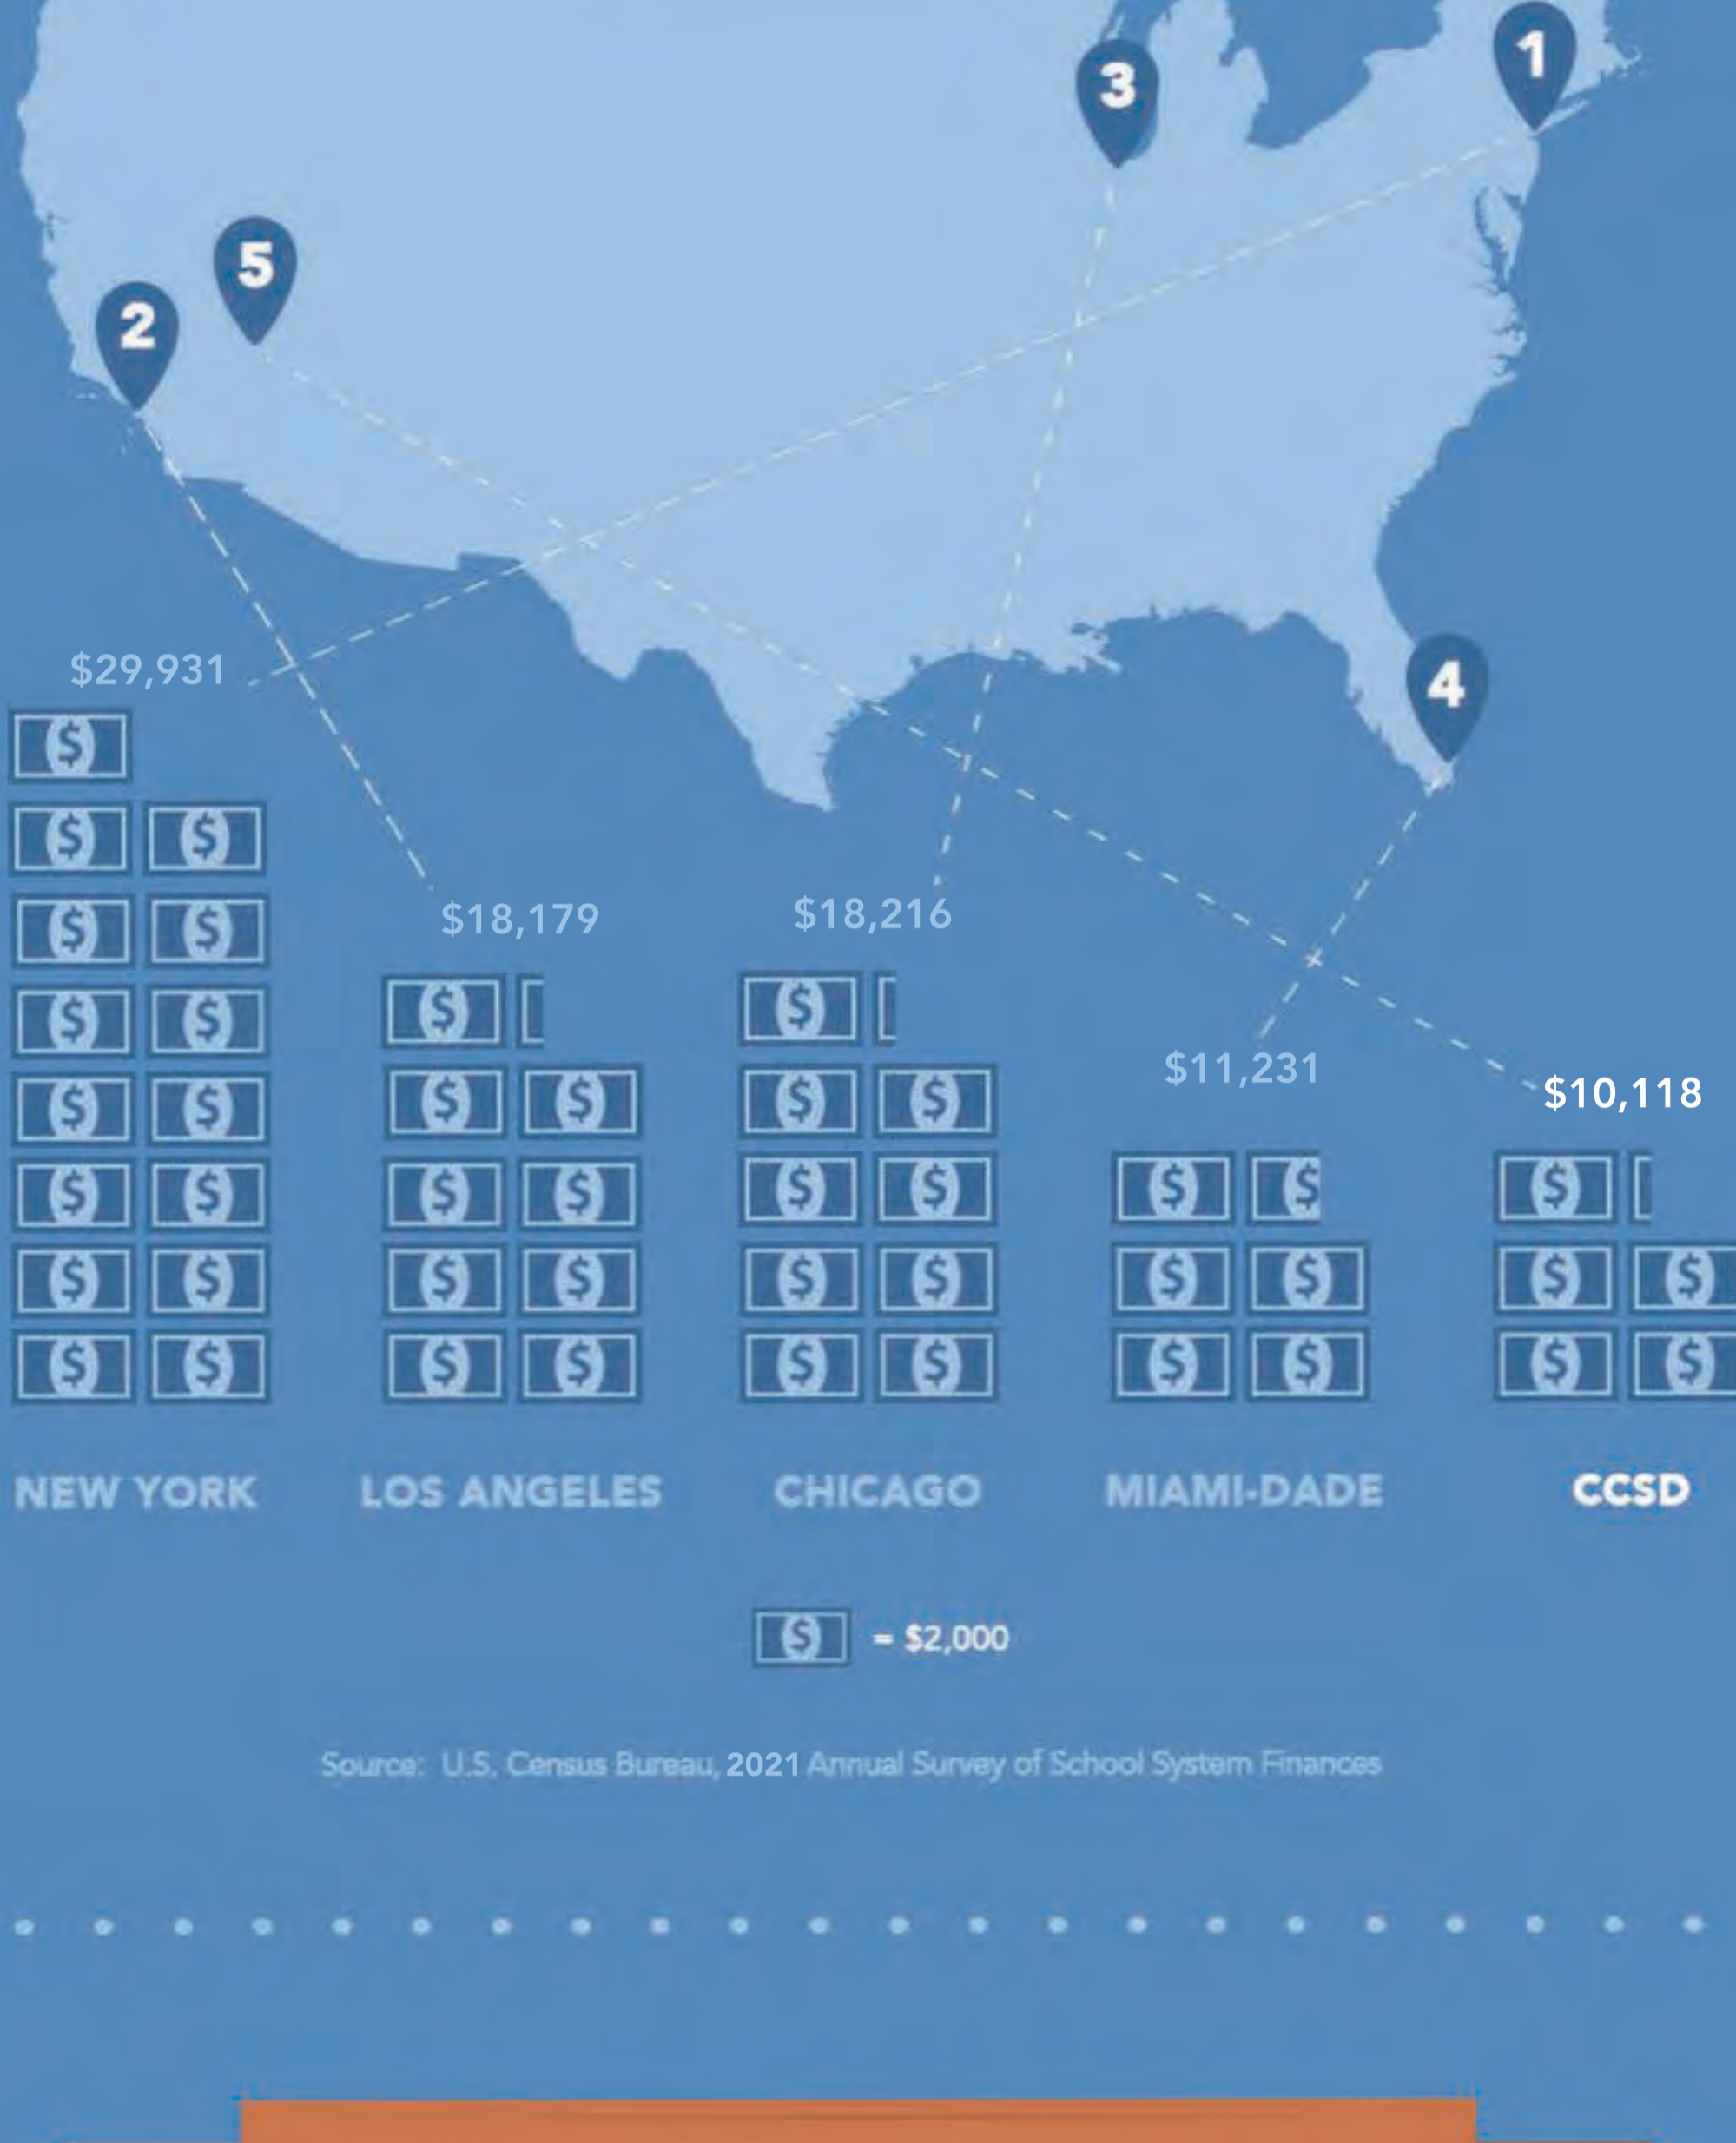 1
3
5
2
4
$29,931
$18,179
$18,216
$11,231
$10,118
NEW YORK
LOS ANGELES
CHICAGO
MIAMI-DADE
CCSD
= $2,000
Source: U.S. Census Bureau, 2021 Annual Survey of School System Finances